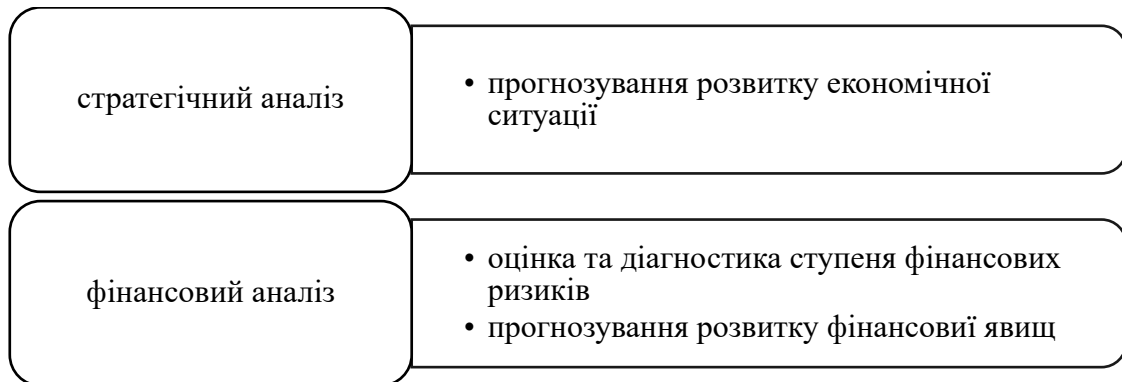 стратегічний аналіз
• прогнозування розвитку економічної
ситуації
фінансовий аналіз
• оцінка та діагностика ступеня фінансових
ризиків
• прогнозування розвитку фінансовиї явищ